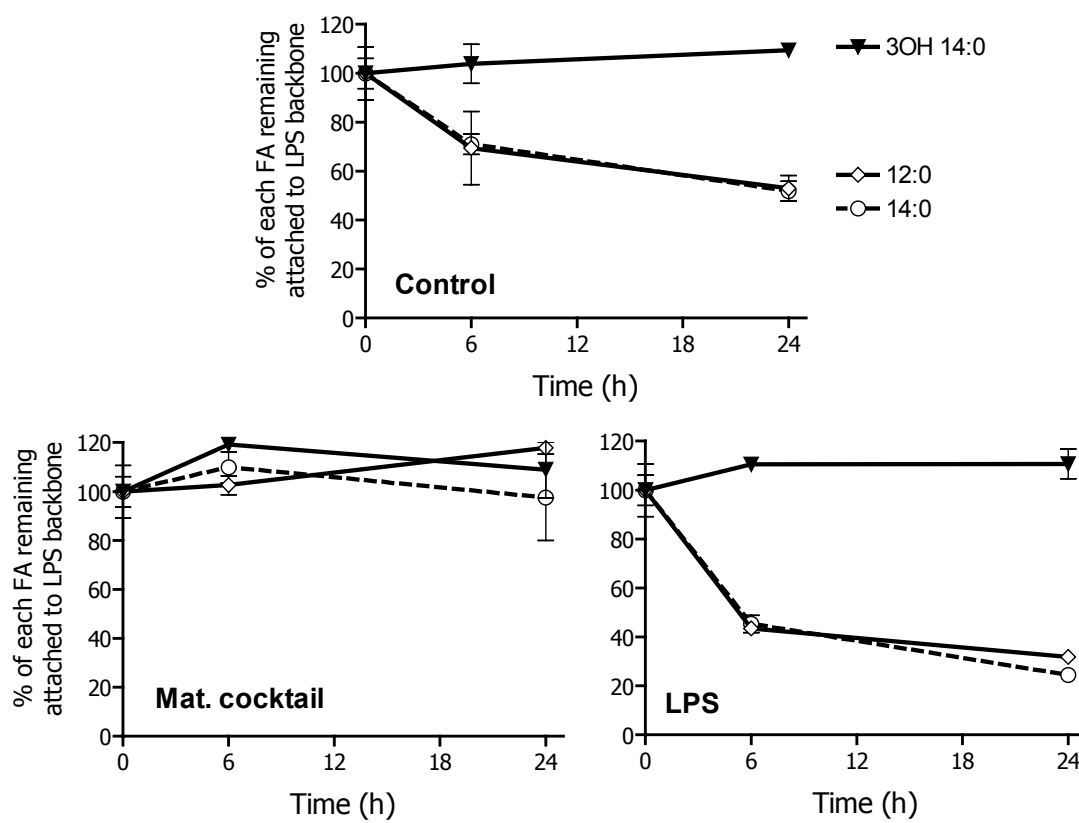 120
100
80
60
40
20
0
% of each FA remaining
attached to LPS backbone
Control
0 6 12 18 24
Time (h)
3OH 14:0
12:0
14:0
120
100
80
60
40
20
0
% of each FA remaining
attached to LPS backbone
Mat. cocktail
0 6 12 18 24
Time (h)
120
100
80
60
40
20
0
LPS
0 6 12 18 24
Time (h)